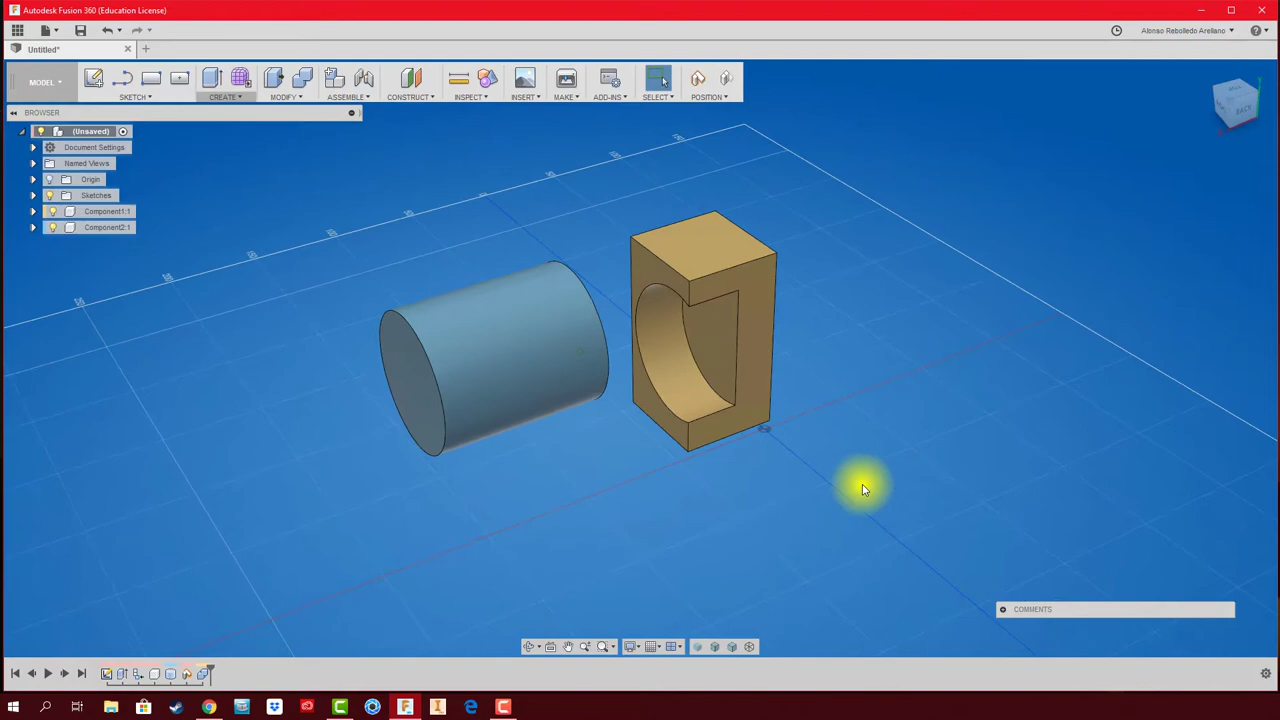 Autodesk Fusion 360 (Education License)
Alonso Rebolledo Arellano
Untitled*
MODEL
SKETCH
CREATE
MODIFY
ASSEMBLE
CONSTRUCT
INSPECT
INSERT
MAKE
ADD-INS
SELECT
POSITION
BROWSER
(Unsaved)
Document Settings
Named Views
Origin
Sketches
Component1:1
Component2:1
COMMENTS